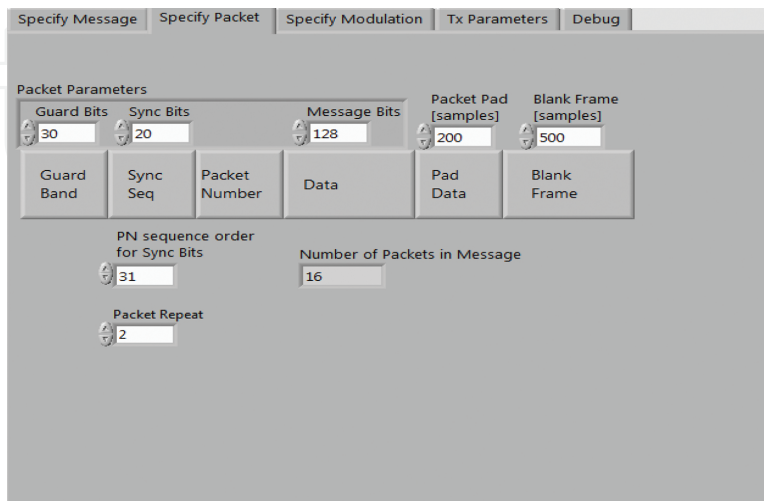 Specify Message Specify Packet Specify Modulation Tx Parameters Debug
Packet Parameters
Guard Bits Sync Bits Message Bits Packet Pad [samples] Blank Frame [samples]
30 20 128 200 500
Guard Band Sync Seq Packet Number Data Pad Data Blank Frame
PN sequence order
for Sync Bits
31
Number of Packets in Message
16
Packet Repeat
2